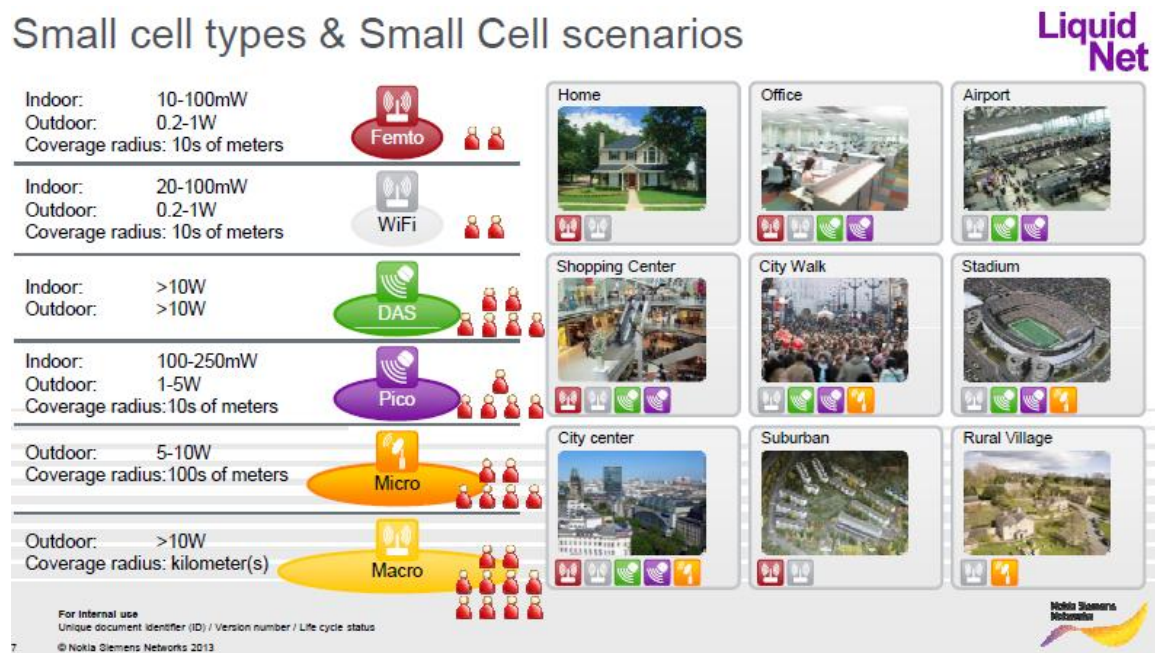 Small cell types & Small Cell scenarios
Liquid
Net
Indoor: 10-100mW
Outdoor: 0.2-1W
Coverage radius: 10s of meters
Femto
Indoor: 20-100mW
Outdoor: 0.2-1W
Coverage radius: 10s of meters
WiFi
Indoor: >10W
Outdoor: >10W
DAS
Indoor: 100-250mW
Outdoor: 1-5W
Coverage radius:10s of meters
Pico
Outdoor: 5-10W
Coverage radius:100s of meters
Micro
Outdoor: >10W
Coverage radius: kilometer(s)
Macro
Home
Office
Airport
Shopping Center
City Walk
Stadium
City center
Suburban
Rural Village
For internal use
Unique document identifier (ID) / Version number / Life cycle status
7 © Nokia Siemens Networks 2013
Nokia Siemens
Networks